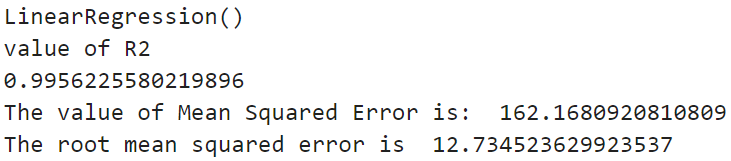 LinearRegression()
value of R2
0.9956225580219896
The value of Mean Squared Error is:  162.1680920810809
The root mean squared error is  12.734523629923537